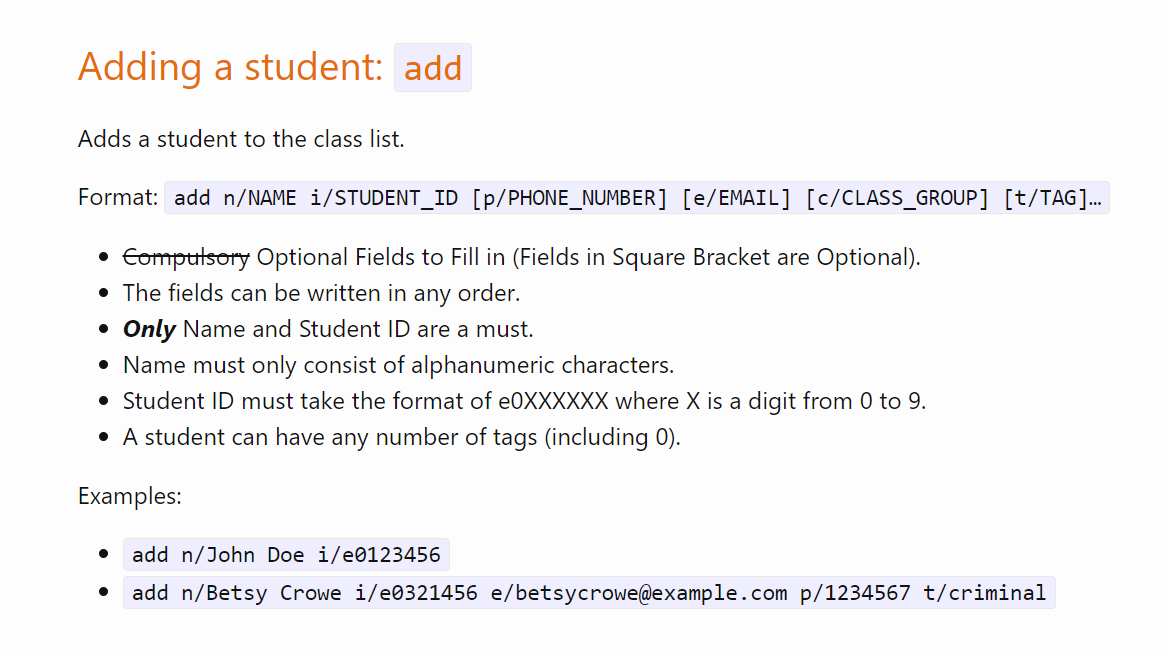 Adding a student: add
Adds a student to the class list.
Format: add n/NAME i/STUDENT_ID [p/PHONE_NUMBER] [e/EMAIL] [c/CLASS_GROUP] [t/TAG]…
Compulsory Optional Fields to Fill in (Fields in Square Bracket are Optional).
The fields can be written in any order.
Only Name and Student ID are a must.
Name must only consist of alphanumeric characters.
Student ID must take the format of e0XXXXXX where X is a digit from 0 to 9.
A student can have any number of tags (including 0).
Examples:
add n/John Doe i/e0123456
add n/Betsy Crowe i/e0321456 e/betsycrowe@example.com p/1234567 t/criminal